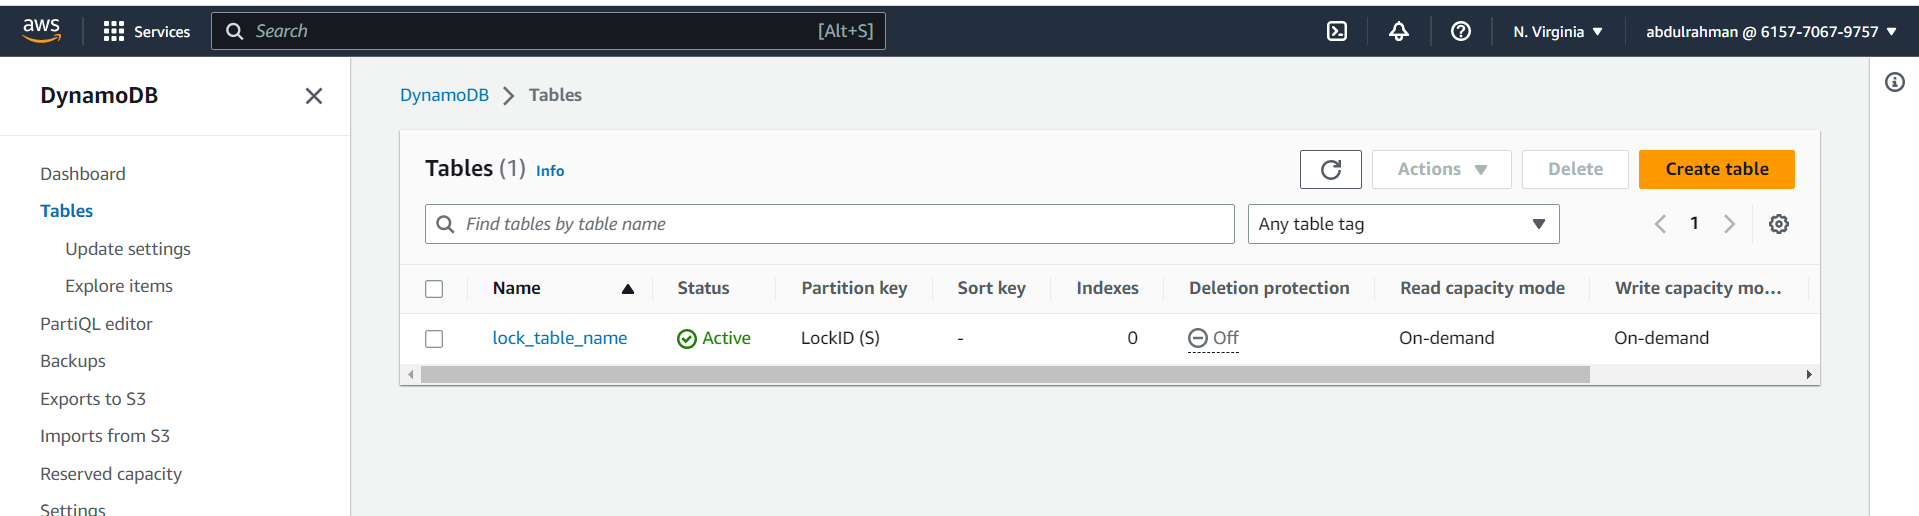 aws
Services
Search
[Alt+S]
N. Virginia
abdulrahman @ 6157-7067-9757
DynamoDB
Dashboard
Tables
Update settings
Explore items
PartiQL editor
Backups
Exports to S3
Imports from S3
Reserved capacity
Settings
DynamoDB
Tables
Tables (1) Info
Actions
Delete
Create table
Find tables by table name
Any table tag
1
Name Status Partition key Sort key Indexes Deletion protection Read capacity mode Write capacity mo...
lock_table_name Active LockID (S) - 0 Off On-demand On-demand